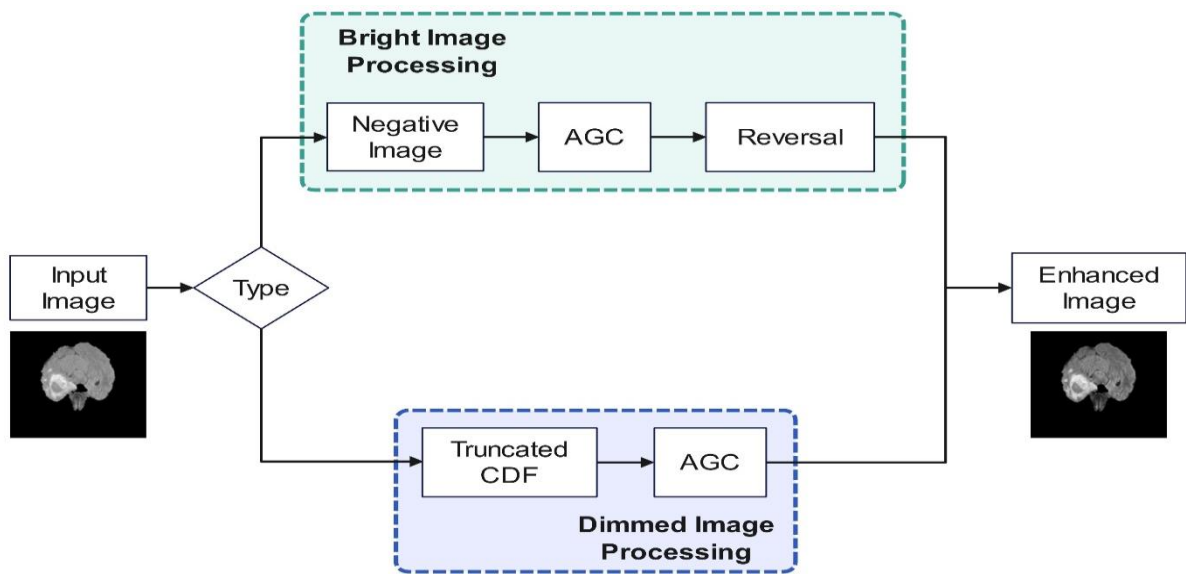 Bright Image
Processing
Negative
Image
AGC
Reversal
Input
Image
Type
Enhanced
Image
Truncated
CDF
AGC
Dimmed Image
Processing